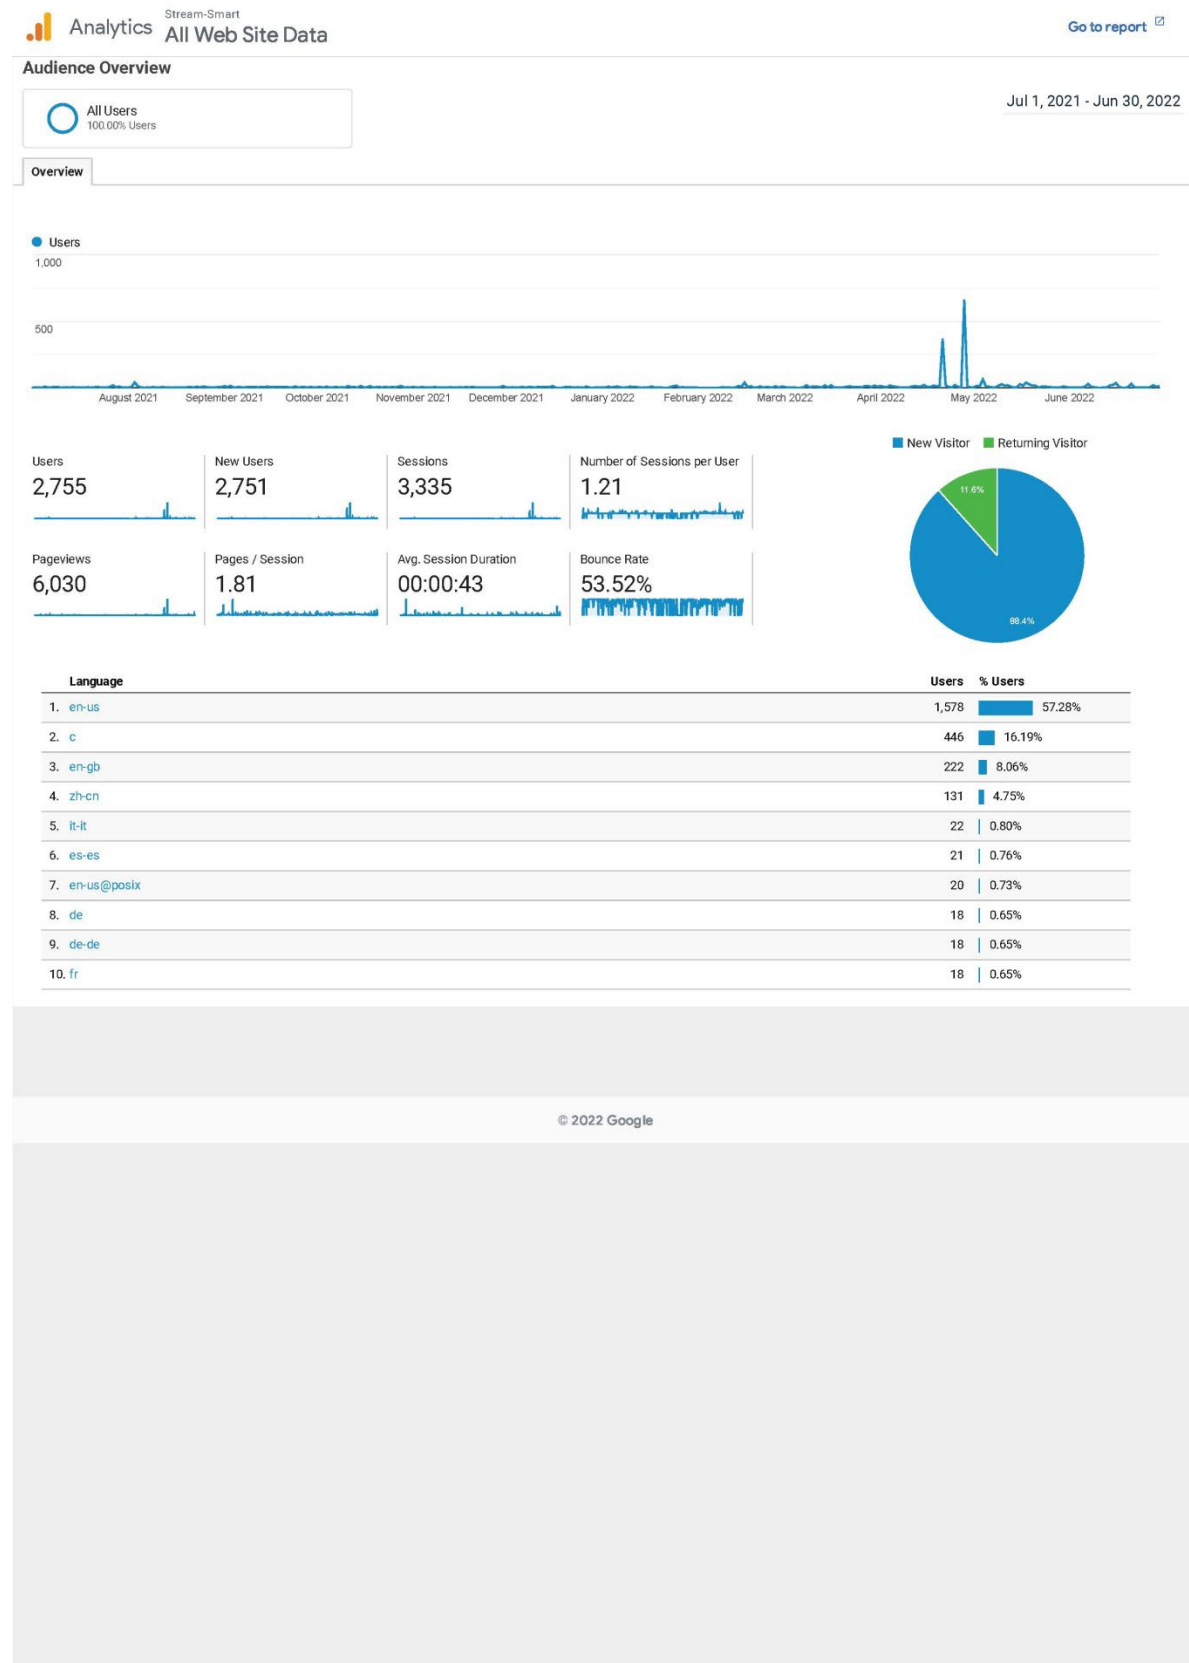 Analytics
Stream-Smart
All Web Site Data
Go to report
Audience Overview
All Users
100.00% Users
Jul 1, 2021 - Jun 30, 2022
Overview
Users
1,000
500
August 2021 September 2021 October 2021 November 2021 December 2021 January 2022 February 2022 March 2022 April 2022 May 2022 June 2022
New Visitor Returning Visitor
Users New Users Sessions Number of Sessions per User
2,755 2,751 3,335 1.21
11.6%
Pageviews Pages / Session Avg. Session Duration Bounce Rate
6,030 1.81 00:00:43 53.52%
88.4%
Language Users % Users
1. en-us 1,578 57.28%
2. c 446 16.19%
3. en-gb 222 8.06%
4. zh-cn 131 4.75%
5. it-it 22 0.80%
6. es-es 21 0.76%
7. en-us@posix 20 0.73%
8. de 18 0.65%
9. de-de 18 0.65%
10. fr 18 0.65%
© 2022 Google